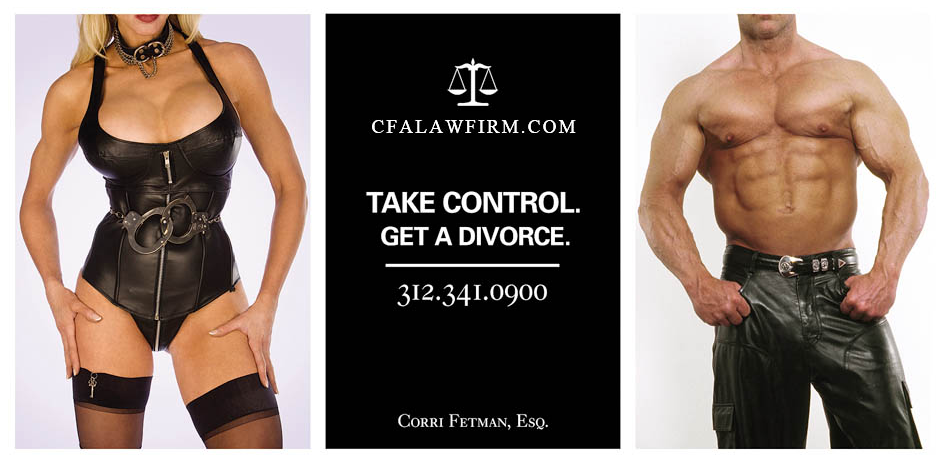 CFALAWFIRM.COM
TAKE CONTROL.
GET A DIVORCE.
312.341.0900
Corri Fetman, Esq.